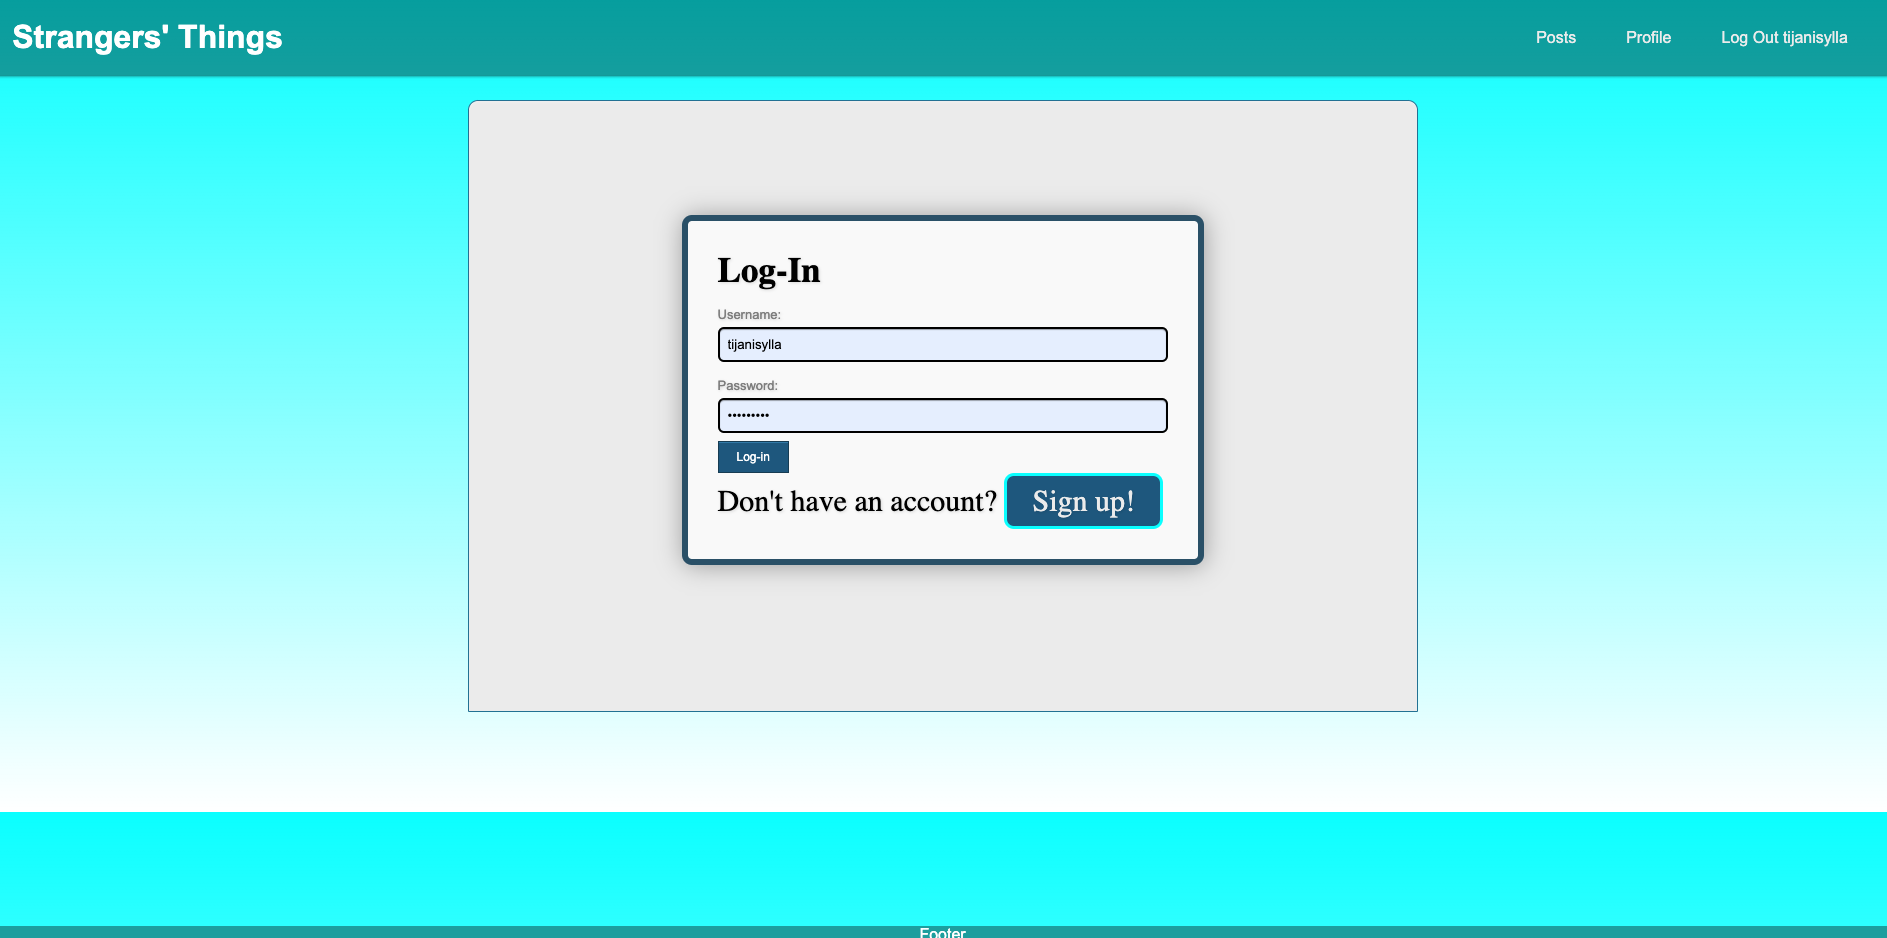 Strangers' Things
Posts Profile Log Out tijanisylla
Log-In
Username:
tijanisylla
Password:
•••••••••
Log-in
Don't have an account? Sign up!
Footer